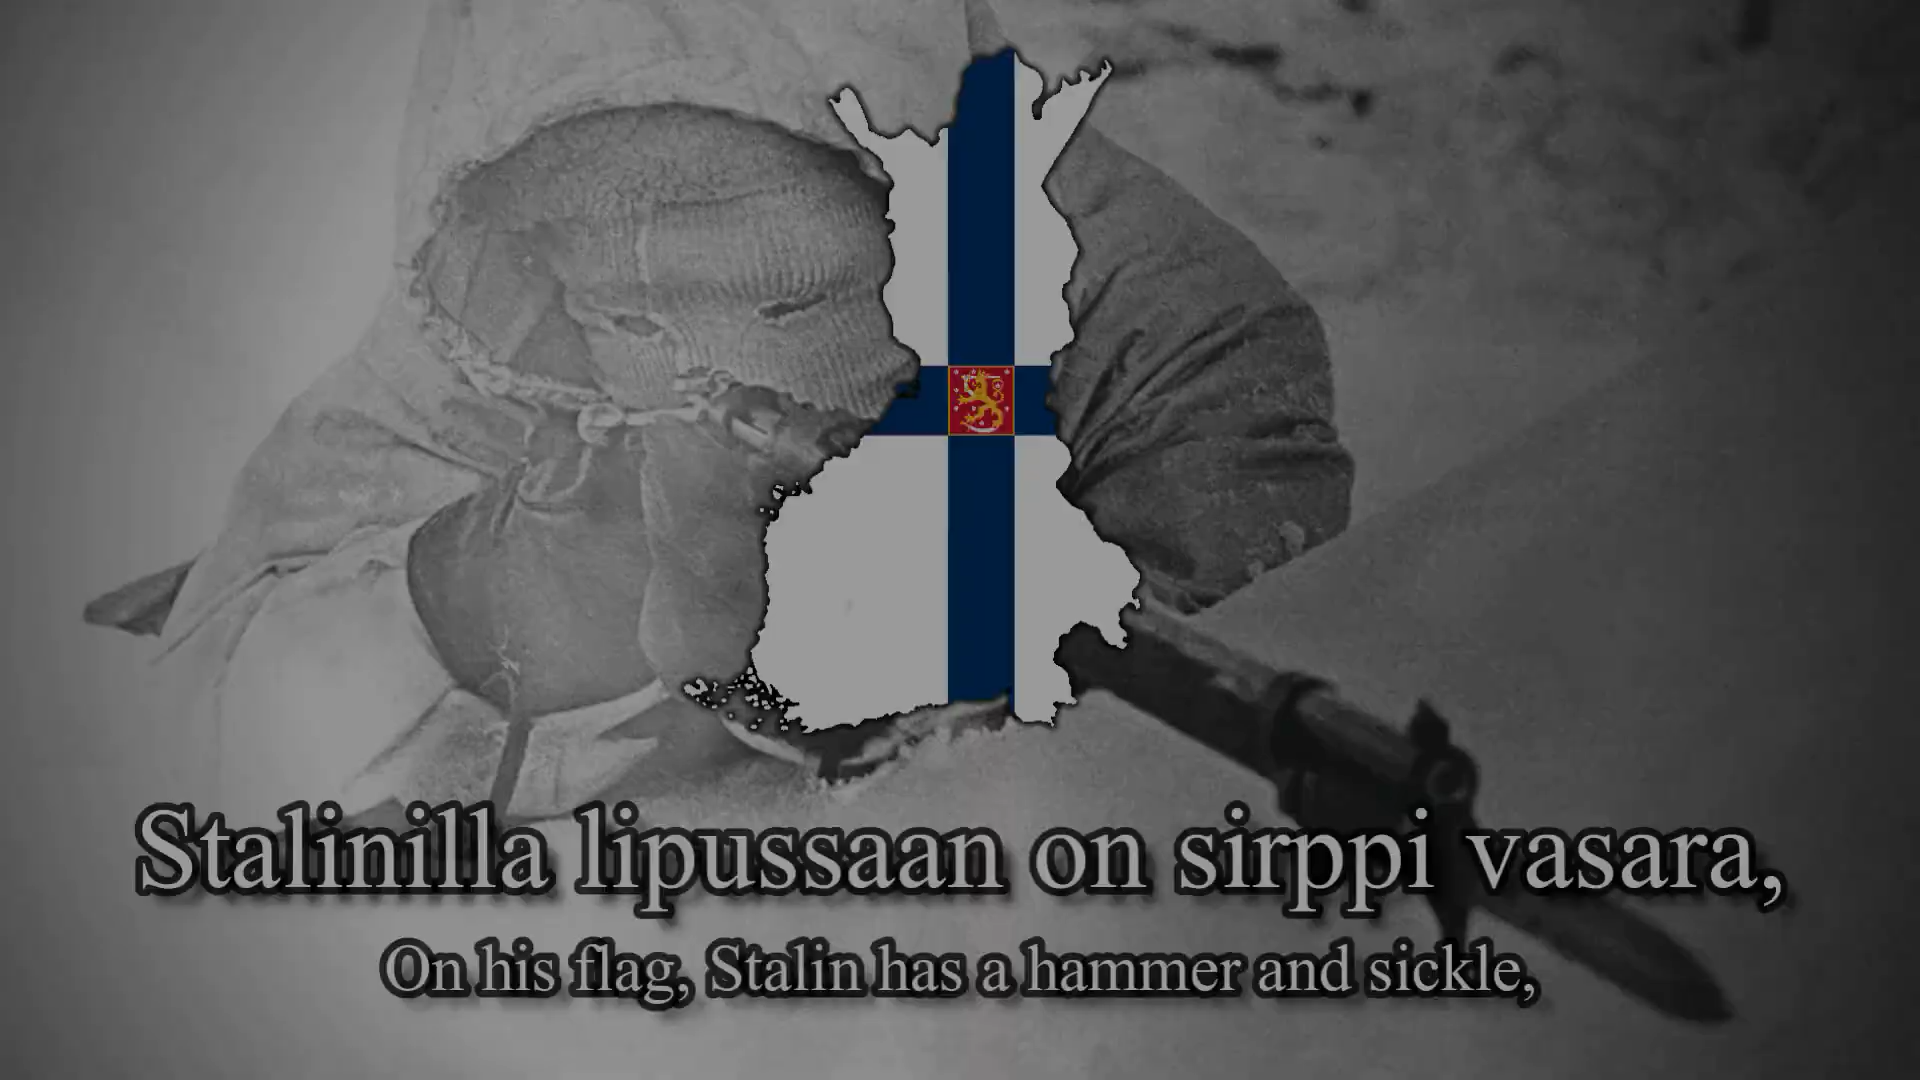 Stalinilla lipussaan on sirppi vasara,
On his flag, Stalin has a hammer and sickle,